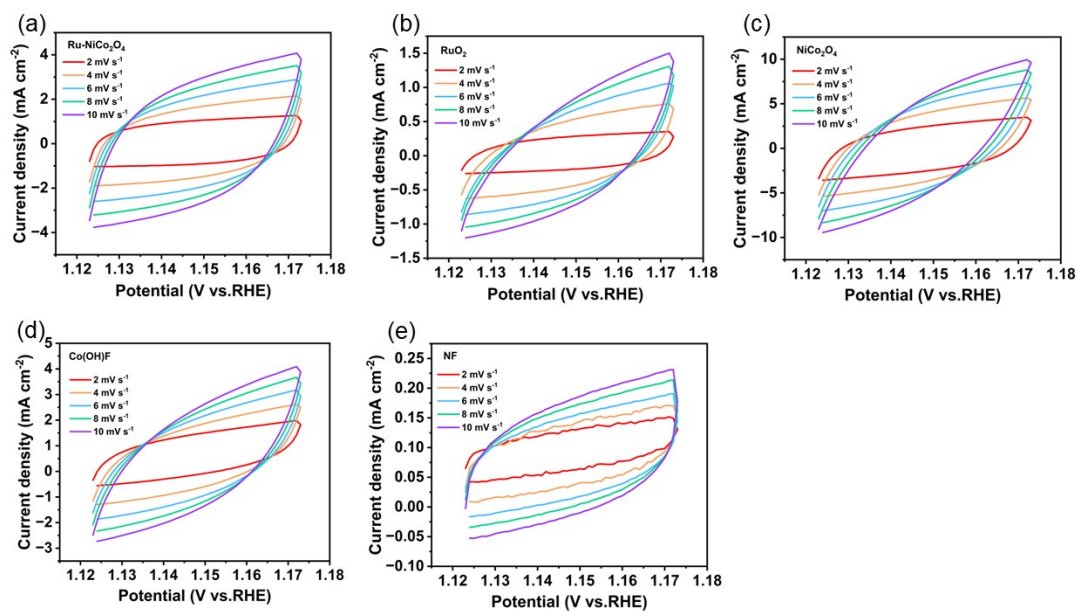 (a)
Ru-NiCo₂O₄
2 mV s⁻¹
4 mV s⁻¹
6 mV s⁻¹
8 mV s⁻¹
10 mV s⁻¹
4
2
0
−2
−4
Current density (mA cm⁻²)
1.12 1.13 1.14 1.15 1.16 1.17 1.18
Potential (V vs.RHE)
(b)
RuO₂
2 mV s⁻¹
4 mV s⁻¹
6 mV s⁻¹
8 mV s⁻¹
10 mV s⁻¹
1.5
1.0
0.5
0.0
−0.5
−1.0
−1.5
Current density (mA cm⁻²)
1.12 1.13 1.14 1.15 1.16 1.17 1.18
Potential (V vs.RHE)
(c)
NiCo₂O₄
2 mV s⁻¹
4 mV s⁻¹
6 mV s⁻¹
8 mV s⁻¹
10 mV s⁻¹
10
5
0
−5
−10
Current density (mA cm⁻²)
1.12 1.13 1.14 1.15 1.16 1.17 1.18
Potential (V vs.RHE)
(d)
Co(OH)F
2 mV s⁻¹
4 mV s⁻¹
6 mV s⁻¹
8 mV s⁻¹
10 mV s⁻¹
5
4
3
2
1
0
−1
−2
−3
Current density (mA cm⁻²)
1.12 1.13 1.14 1.15 1.16 1.17 1.18
Potential (V vs.RHE)
(e)
NF
2 mV s⁻¹
4 mV s⁻¹
6 mV s⁻¹
8 mV s⁻¹
10 mV s⁻¹
0.25
0.20
0.15
0.10
0.05
0.00
−0.05
−0.10
Current density (mA cm⁻²)
1.12 1.13 1.14 1.15 1.16 1.17 1.18
Potential (V vs.RHE)